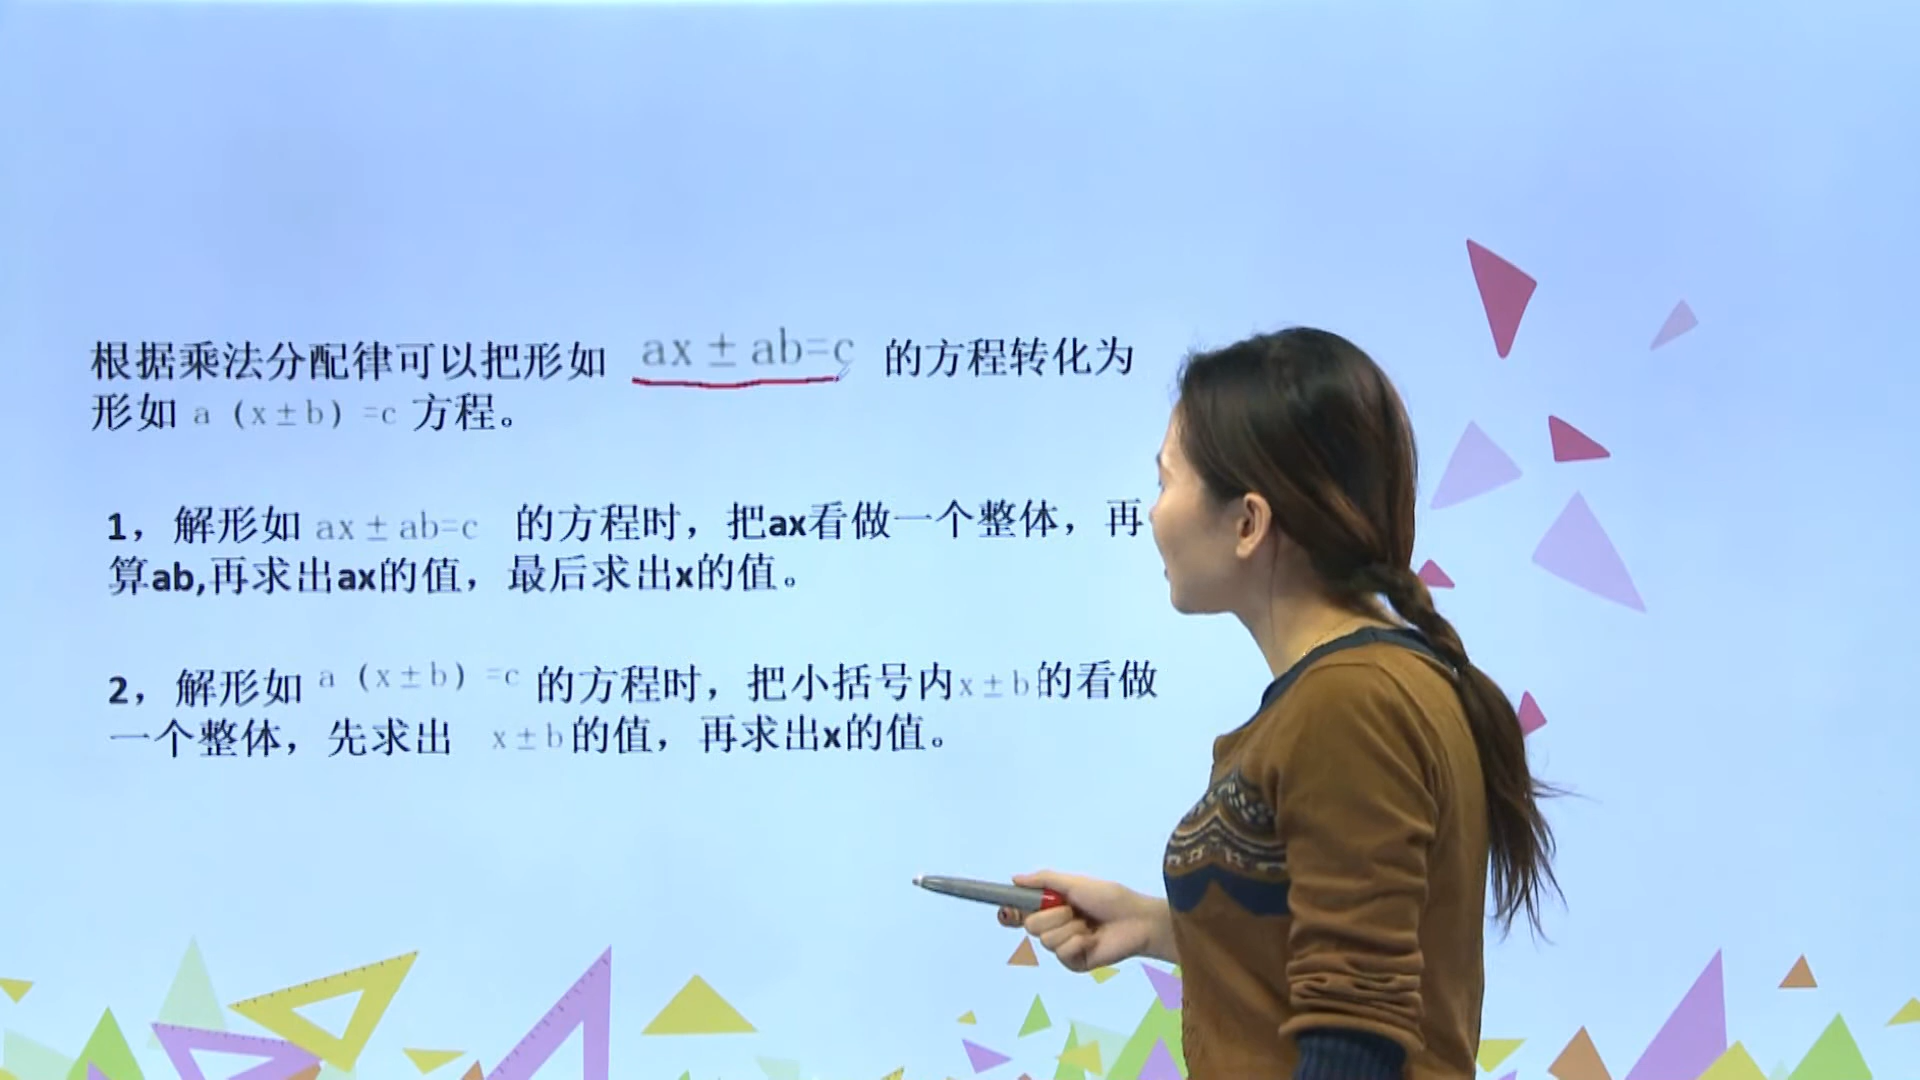 根据乘法分配律可以把形如 ax±ab=c 的方程转化为
形如 a (x±b) =c 方程。
1，解形如 ax±ab=c 的方程时，把ax看做一个整体，再
算ab,再求出ax的值，最后求出x的值。
2，解形如 a (x±b) =c 的方程时，把小括号内x±b的看做
一个整体，先求出 x±b的值，再求出x的值。